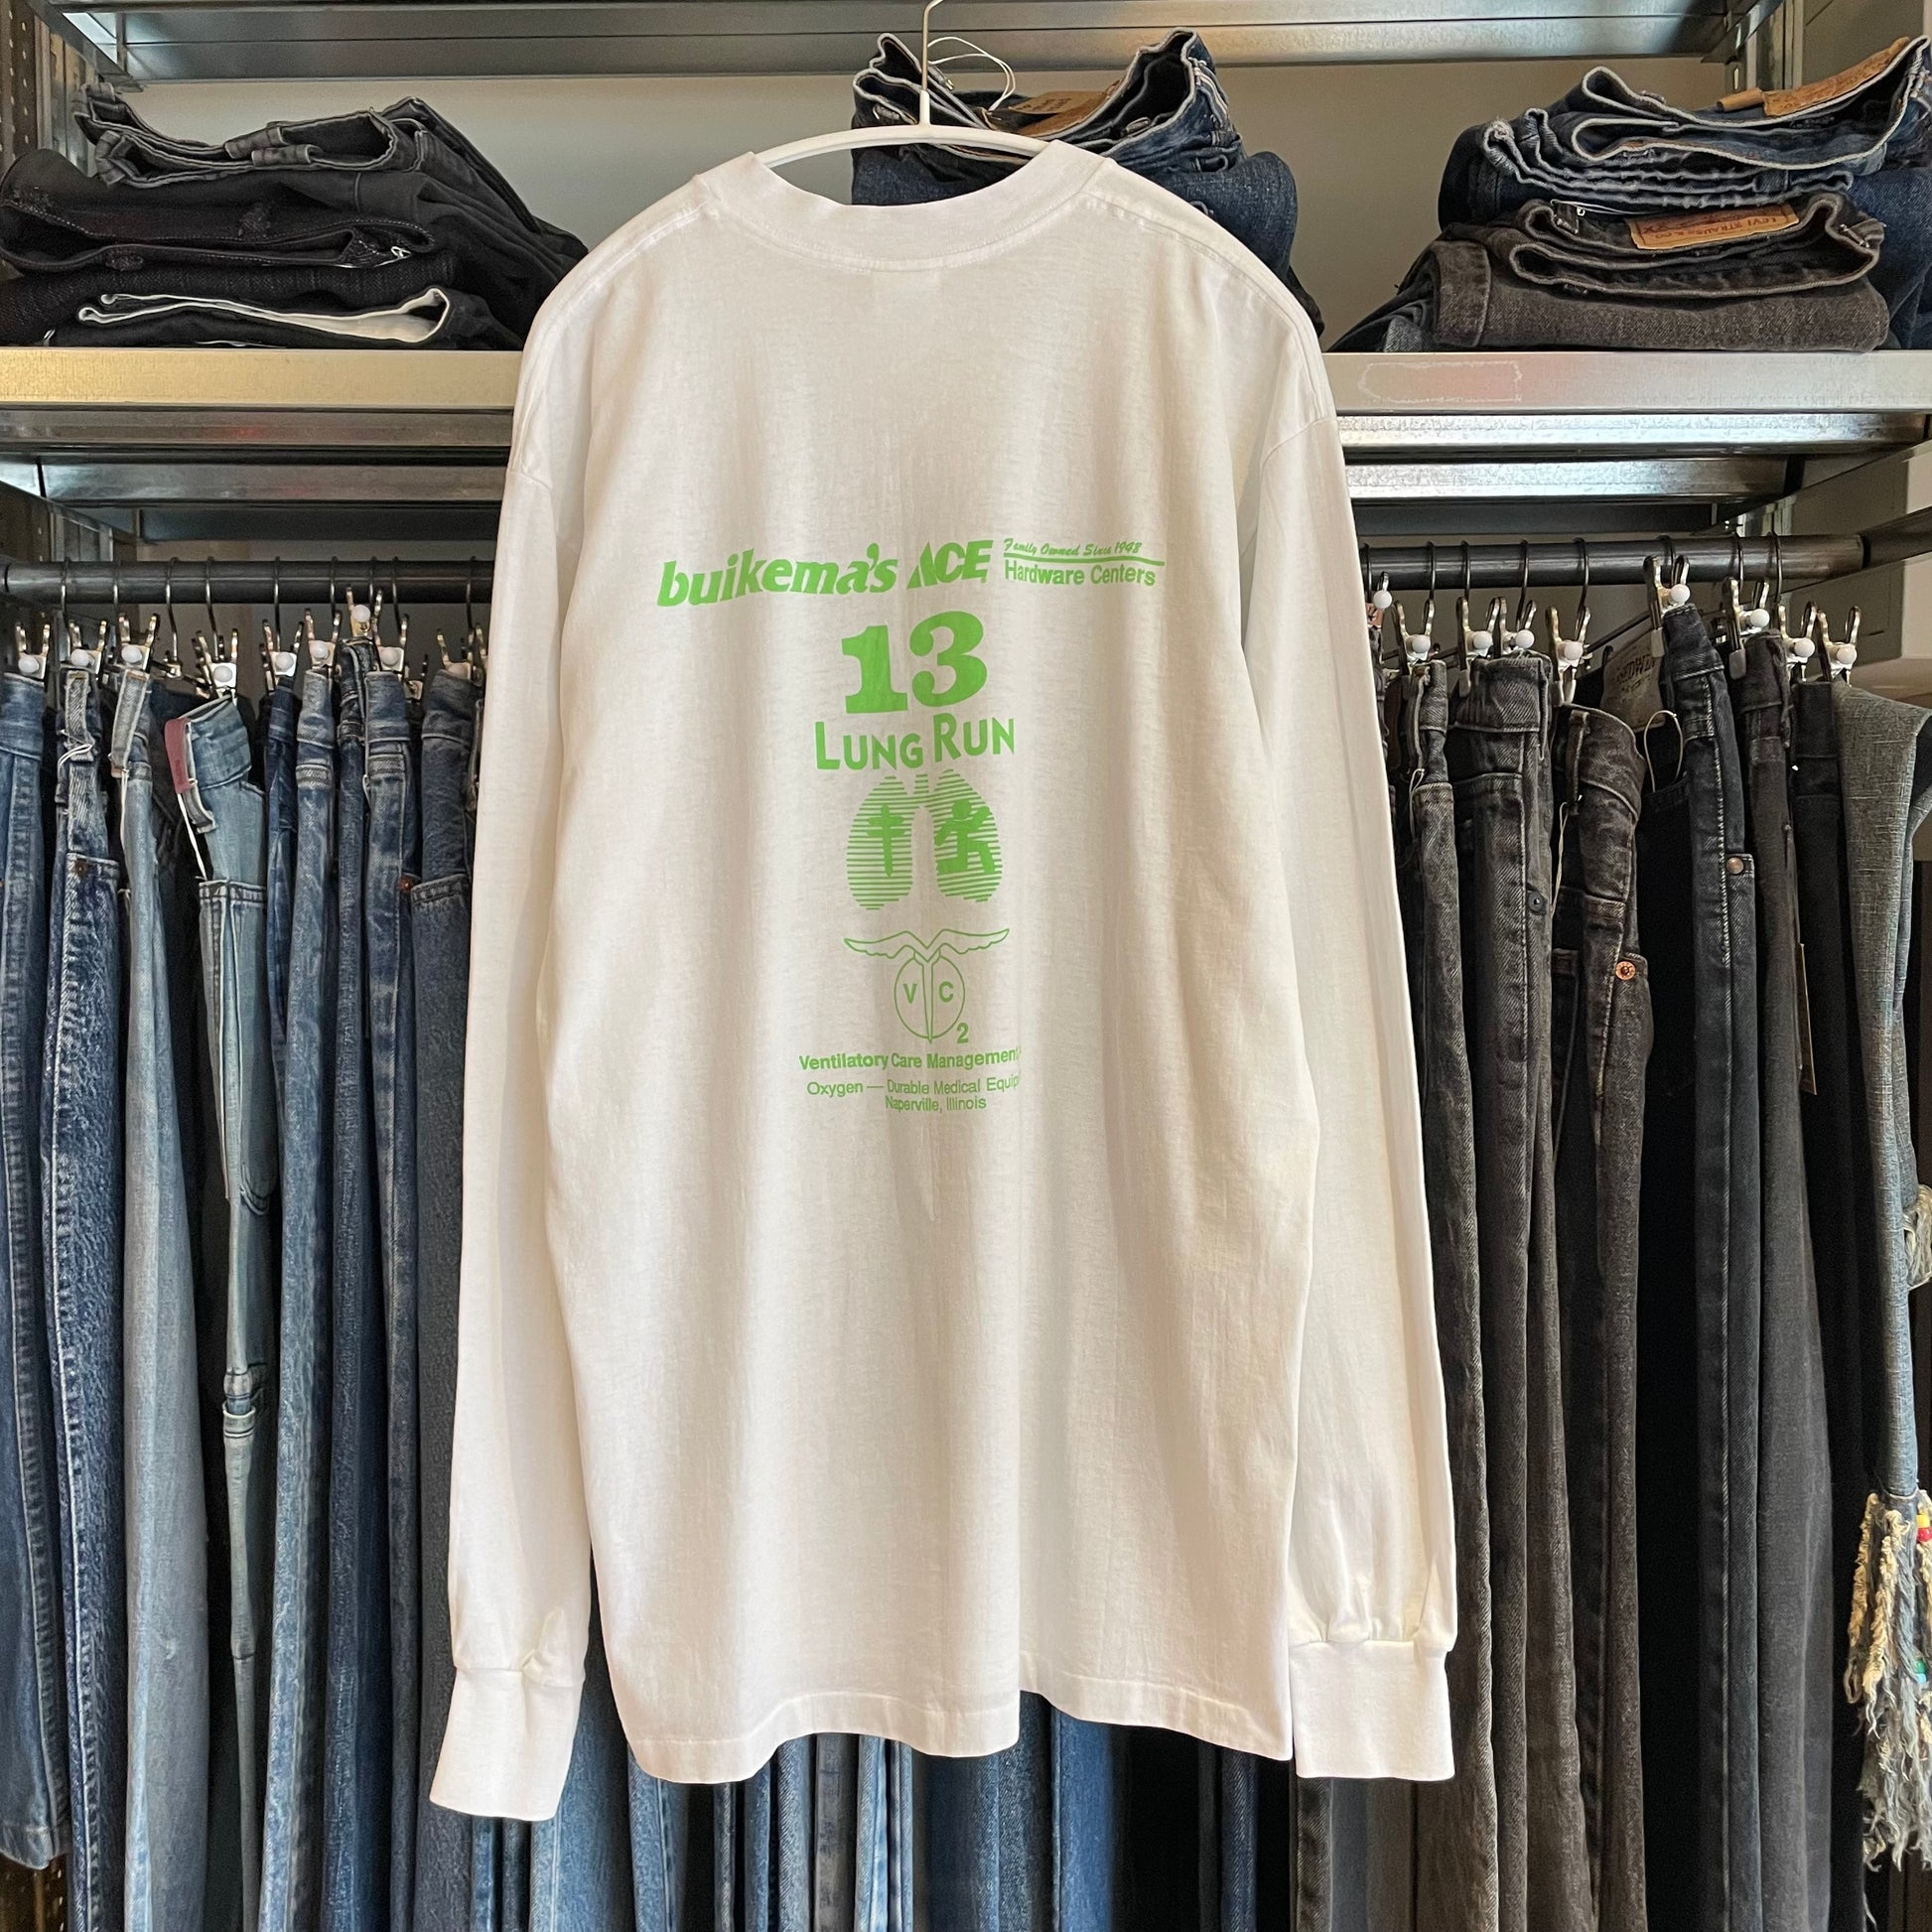 buikema's ACE Family Owned Since 1948
Hardware Centers
13
LUNG RUN
V C
2
Ventilatory Care Management
Oxygen — Durable Medical Equip
Naperville, Illinois